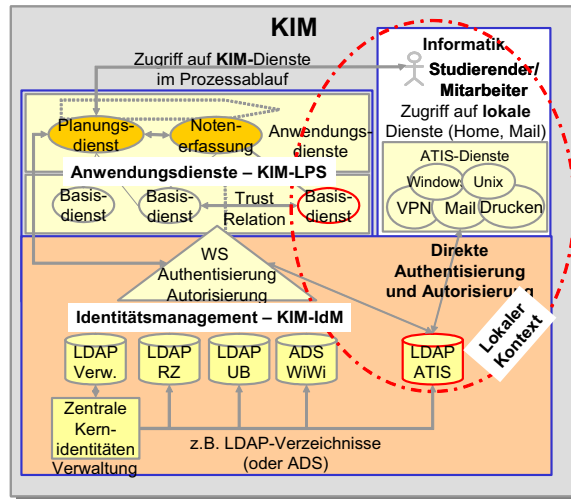 KIM
Informatik
Zugriff auf KIM-Dienste
im Prozessablauf
Studierender/
Mitarbeiter
Zugriff auf lokale
Dienste (Home, Mail)
Planungs-
dienst
Noten-
erfassung
Anwendungs-
dienste
ATIS-Dienste
Windows
Unix
VPN
Mail
Drucken
Anwendungsdienste – KIM-LPS
Basis-
dienst
Basis-
dienst
Trust
Relation
Basis-
dienst
WS
Authentisierung
Autorisierung
Direkte
Authentisierung
und Autorisierung
Identitätsmanagement – KIM-IdM
Lokaler
Kontext
LDAP
Verw.
LDAP
RZ
LDAP
UB
ADS
WiWi
LDAP
ATIS
Zentrale
Kern-
identitäten
Verwaltung
z.B. LDAP-Verzeichnisse
(oder ADS)